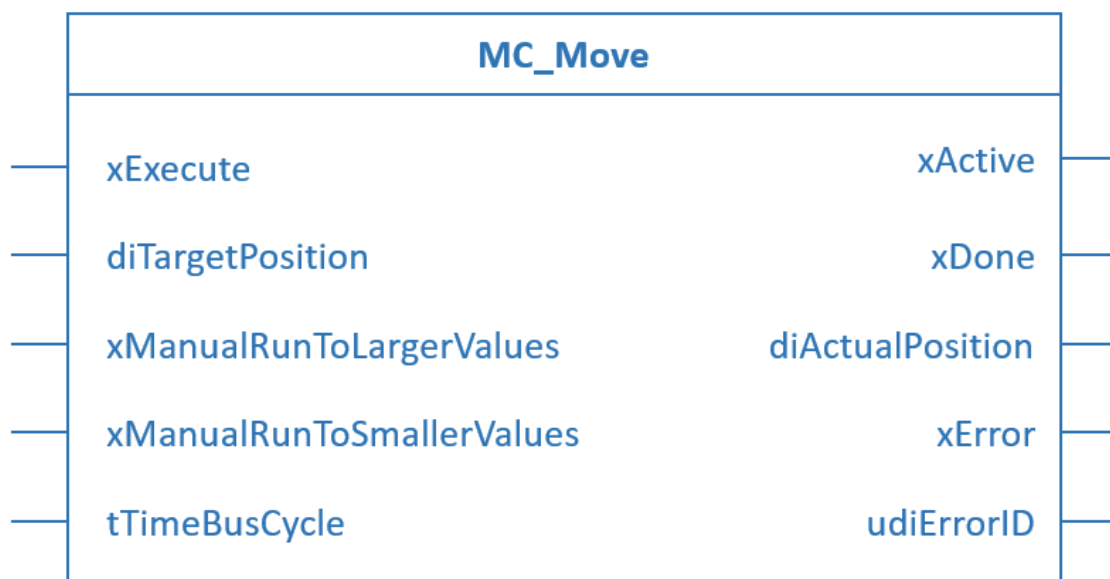 MC_Move
xExecute
xActive
diTargetPosition
xDone
xManualRunToLargerValues
diActualPosition
xManualRunToSmallerValues
xError
tTimeBusCycle
udiErrorID